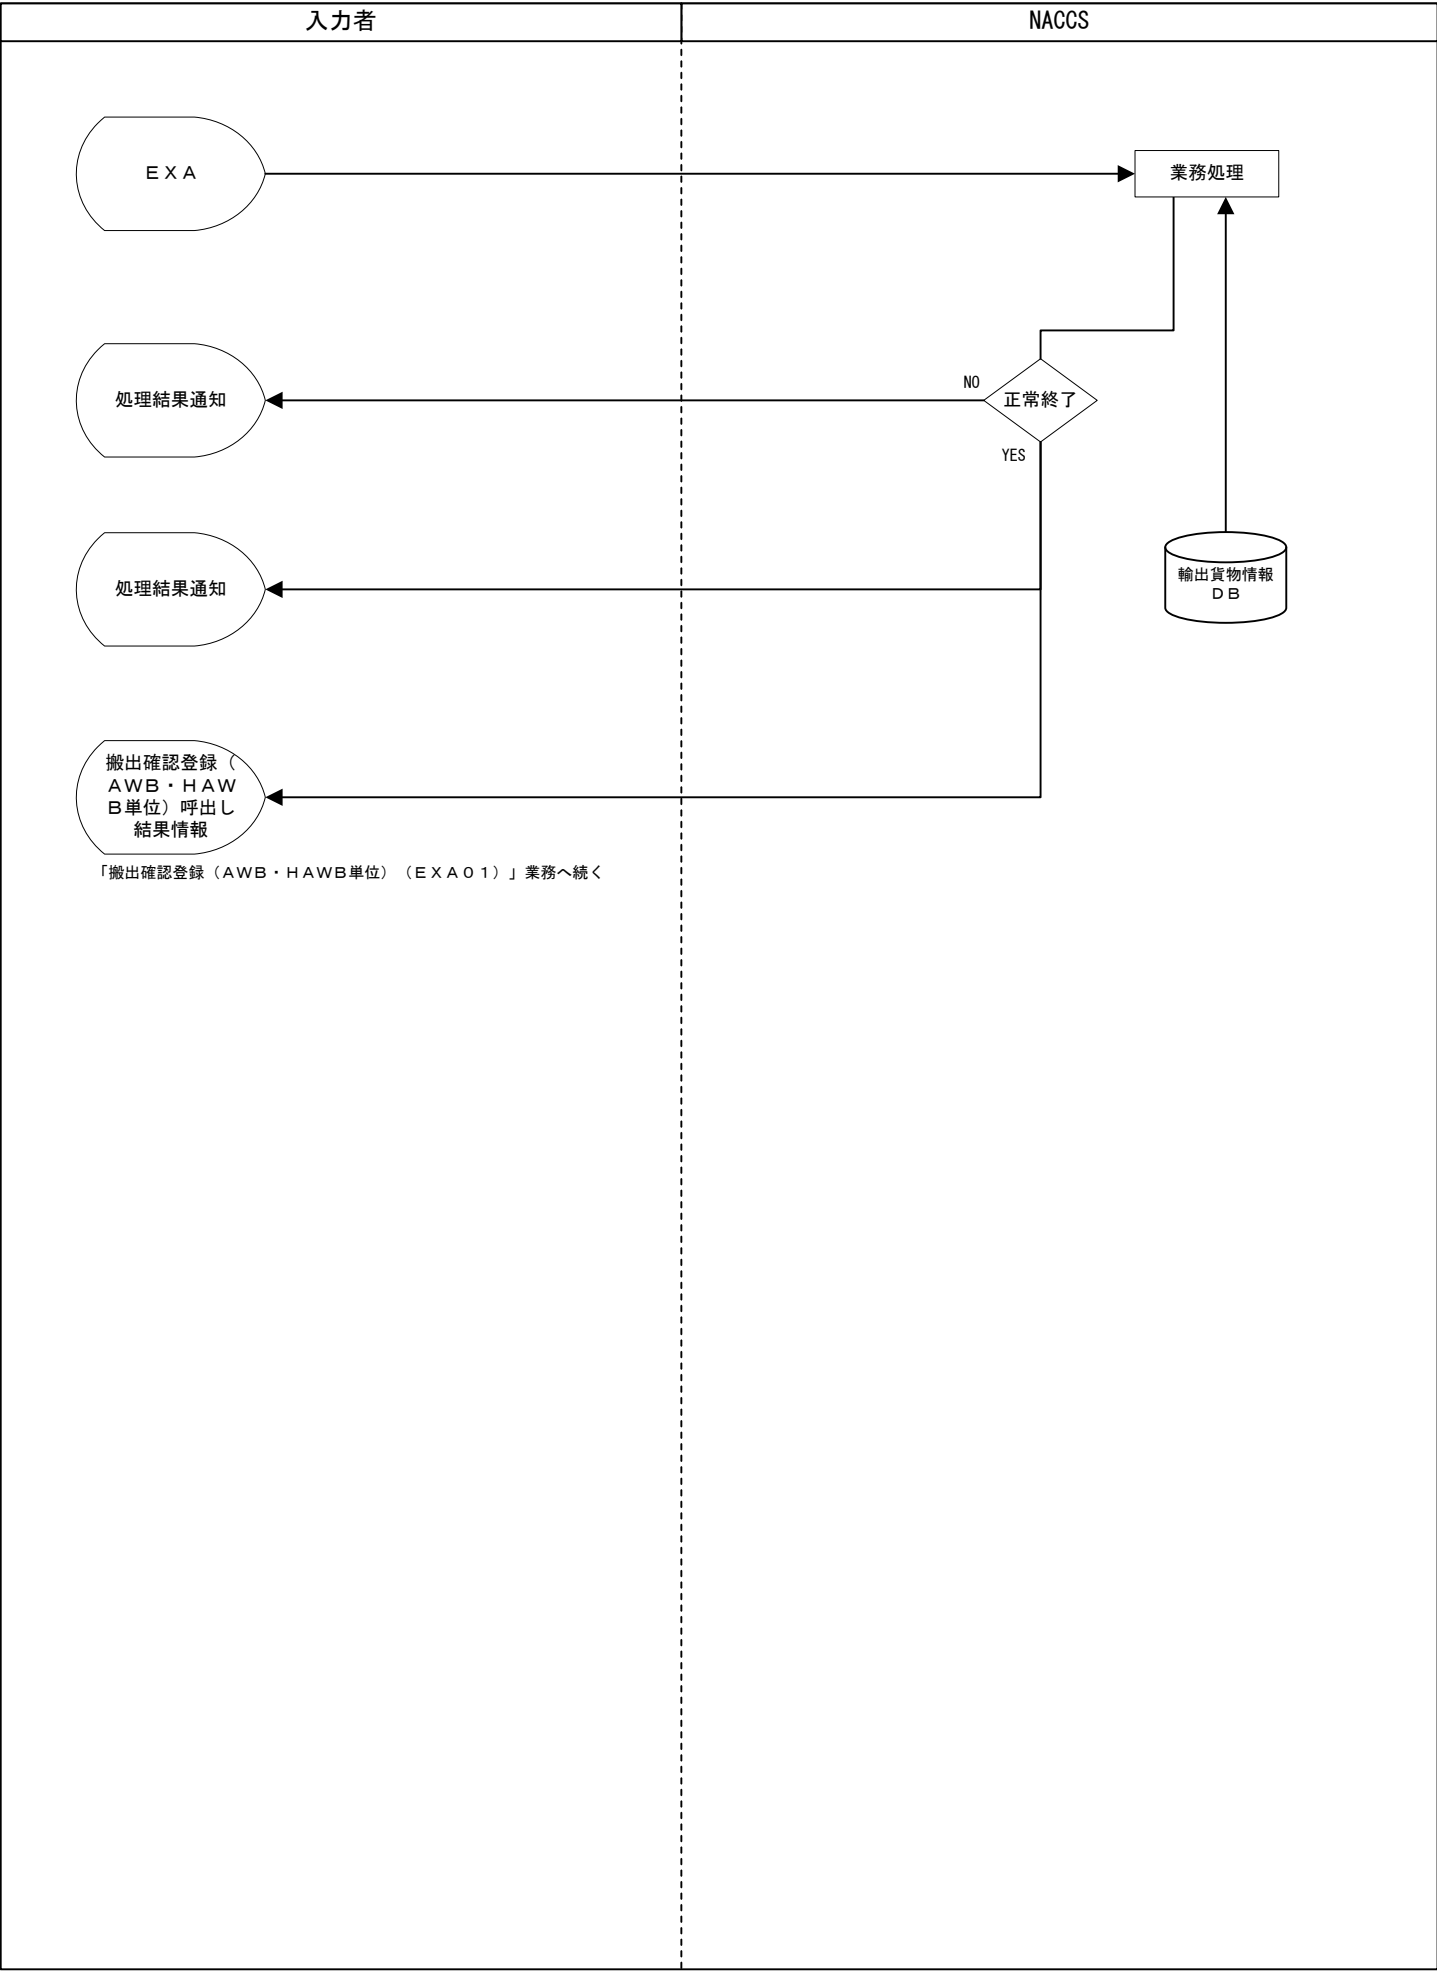 入力者
NACCS
ＥＸＡ
業務処理
処理結果通知
NO
正常終了
YES
処理結果通知
輸出貨物情報
ＤＢ
搬出確認登録（
ＡＷＢ・ＨＡＷ
Ｂ単位）呼出し
結果情報
「搬出確認登録（ＡＷＢ・ＨＡＷＢ単位）（ＥＸＡ０１）」業務へ続く